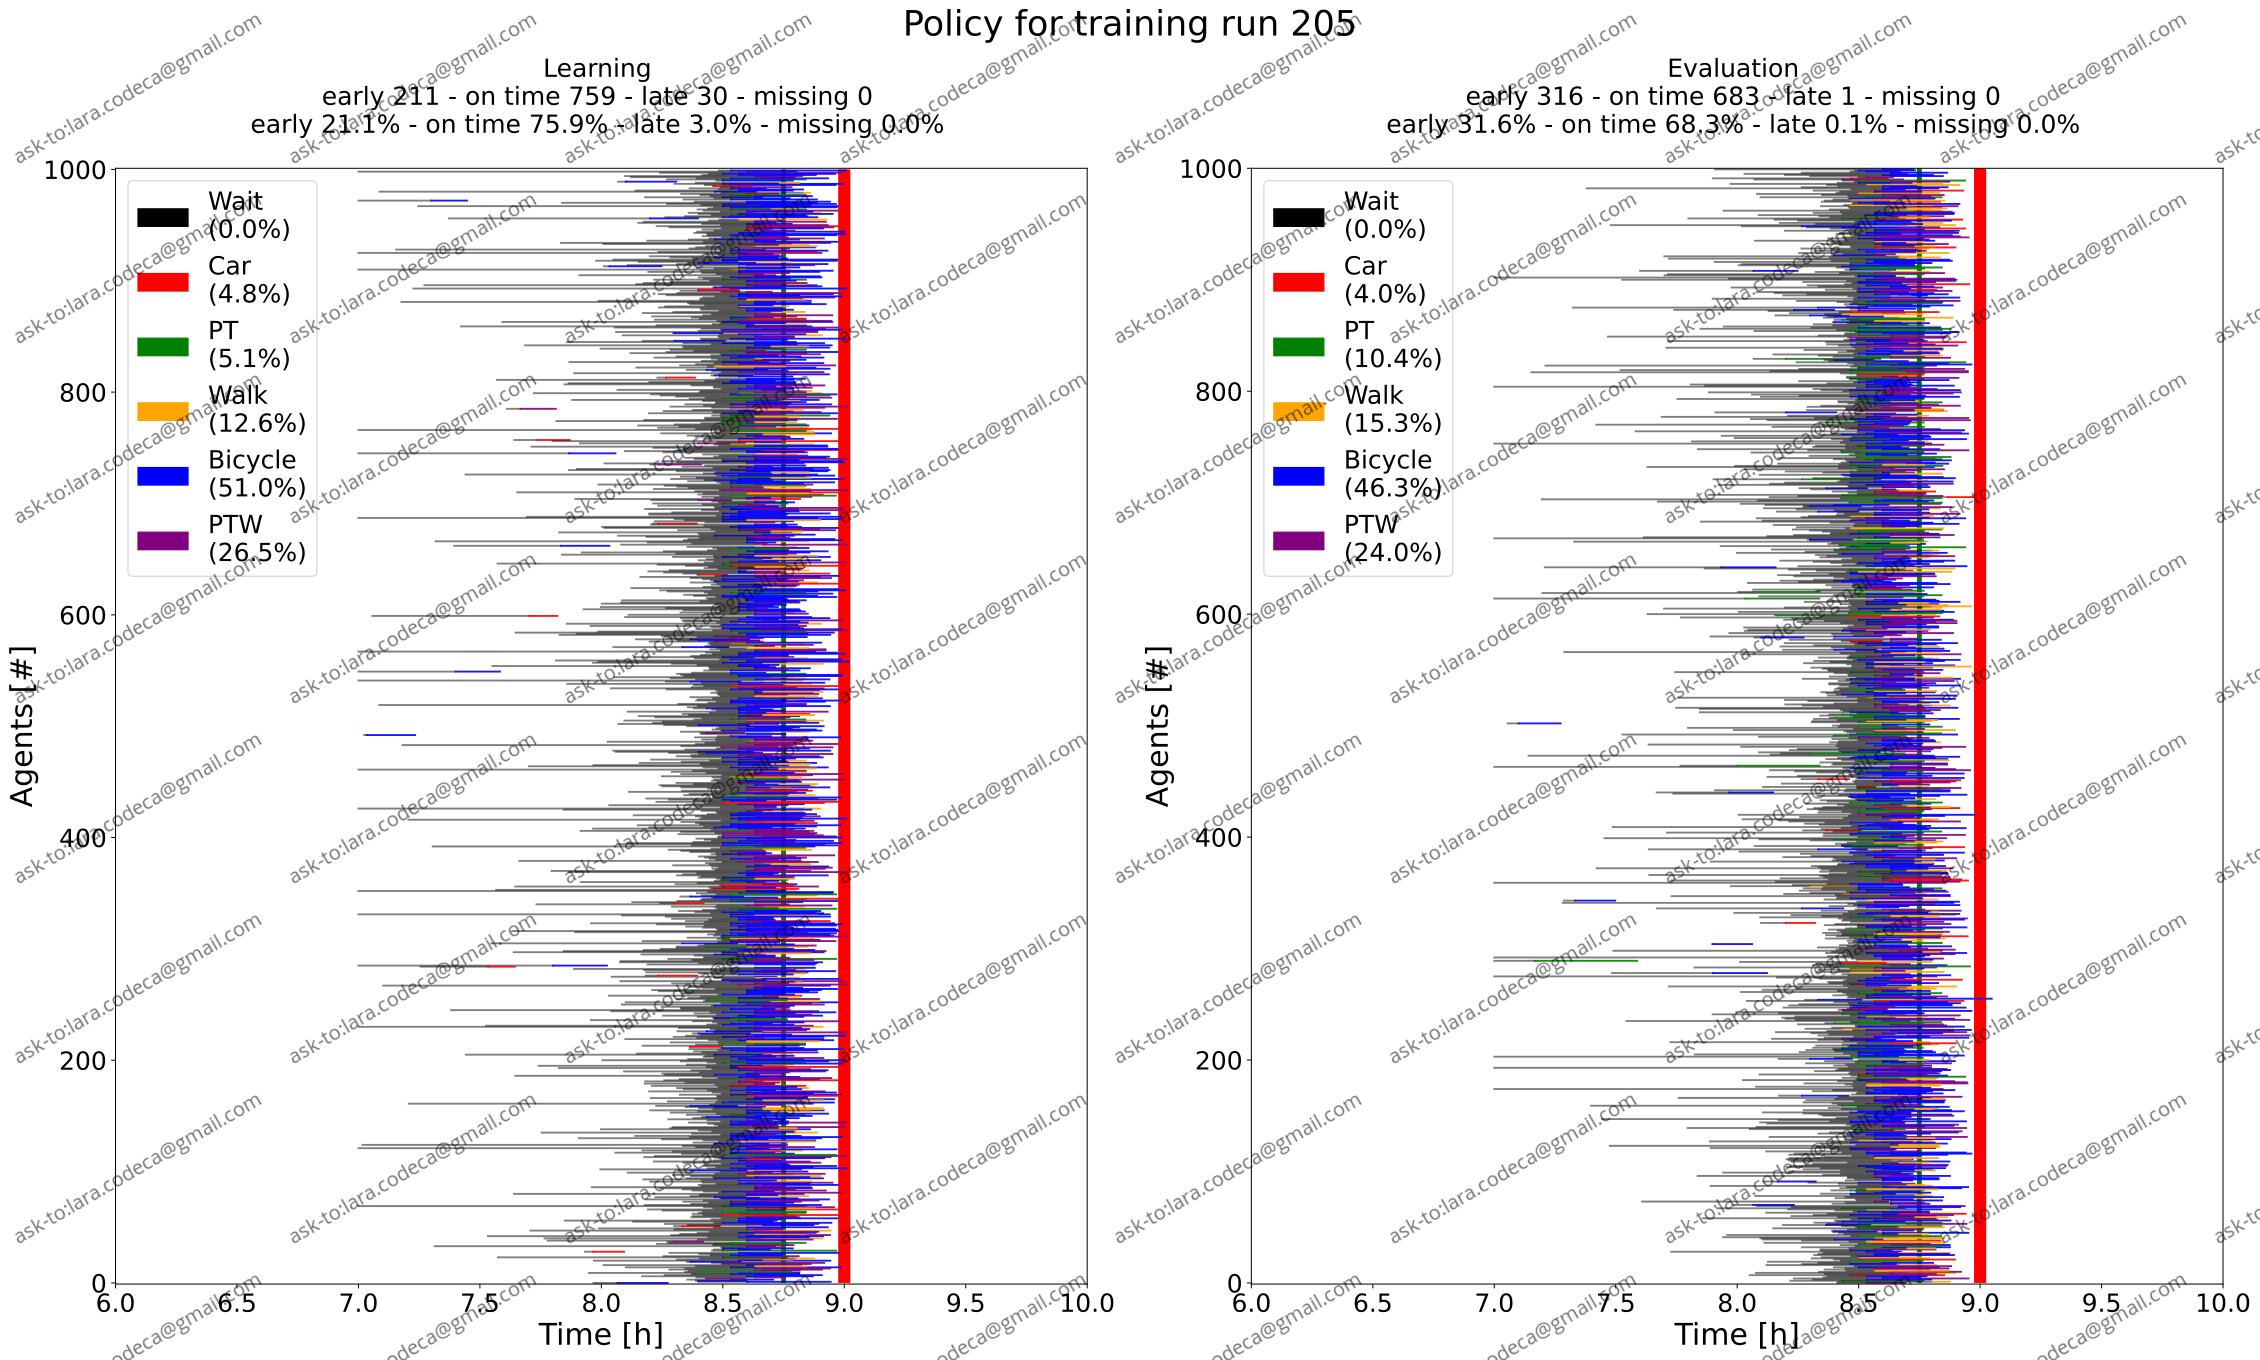 Policy for training run 205
Learning
early 211 - on time 759 - late 30 - missing 0
early 21.1% - on time 75.9% - late 3.0% - missing 0.0%
Evaluation
early 316 - on time 683 - late 1 - missing 0
early 31.6% - on time 68.3% - late 0.1% - missing 0.0%
1000
800
600
400
200
0
Agents [#]
Wait
(0.0%)
Car
(4.8%)
PT
(5.1%)
Walk
(12.6%)
Bicycle
(51.0%)
PTW
(26.5%)
6.0 6.5 7.0 7.5 8.0 8.5 9.0 9.5 10.0
Time [h]
1000
800
600
400
200
0
Agents [#]
Wait
(0.0%)
Car
(4.0%)
PT
(10.4%)
Walk
(15.3%)
Bicycle
(46.3%)
PTW
(24.0%)
6.0 6.5 7.0 7.5 8.0 8.5 9.0 9.5 10.0
Time [h]
ask-to:lara.codeca@gmail.com